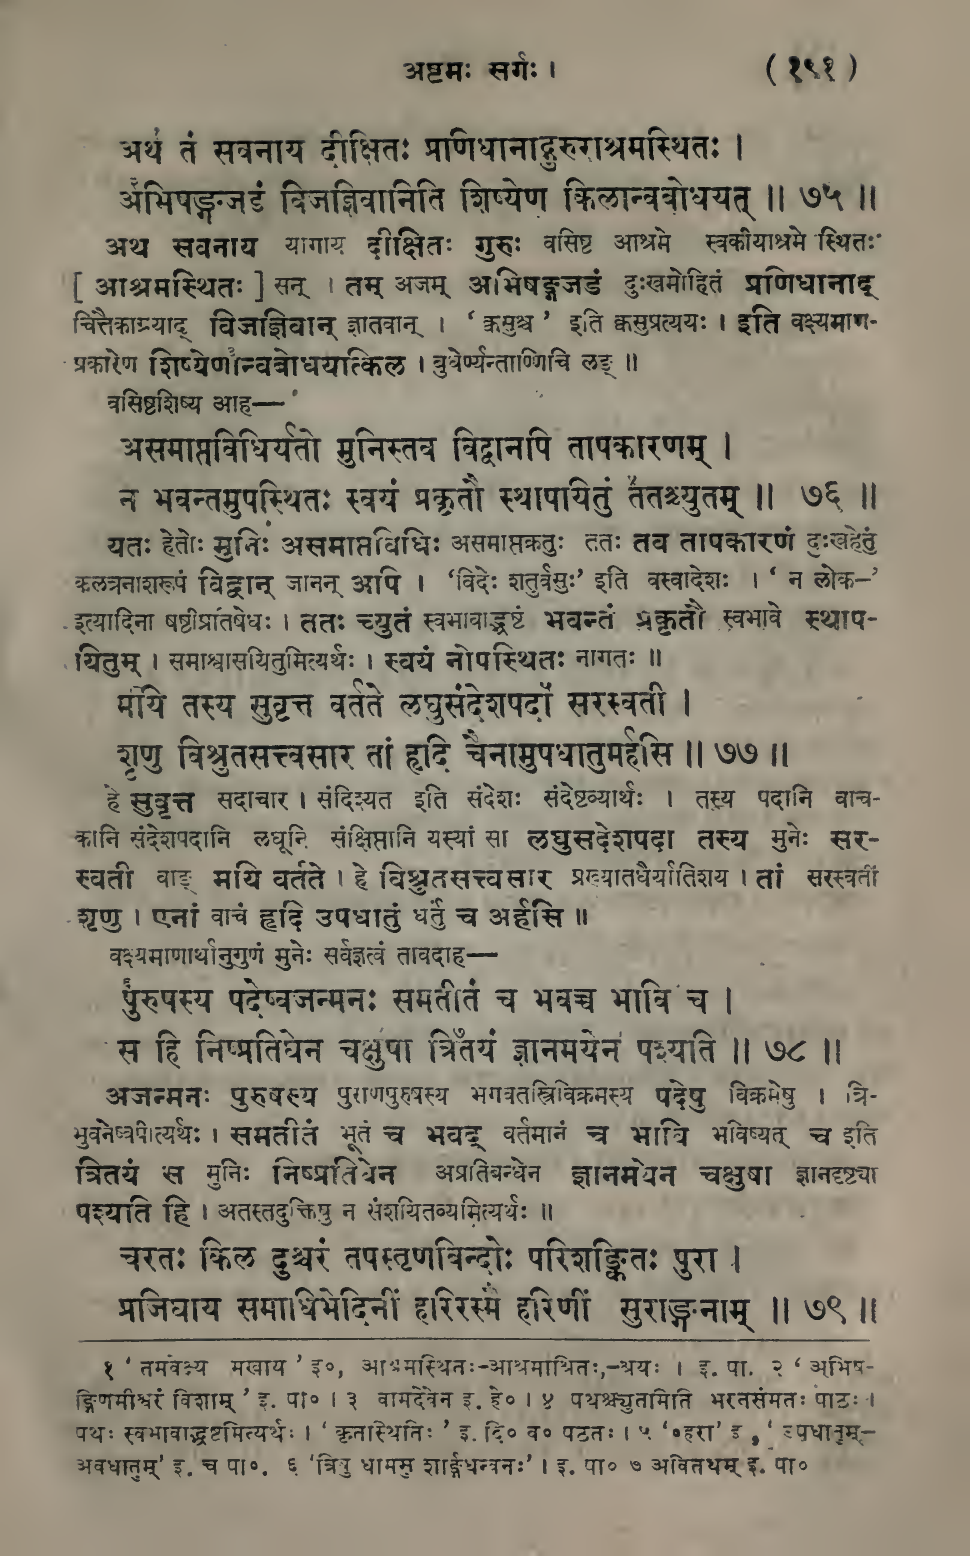 अष्टमः सर्गः । (१९१)
अर्थ तं सवनाय दीक्षितः प्रणिधानाद्गुरुराश्रमस्थितः ।
अभिषङ्गजडं विजज्ञिवानिति शिष्येण किलान्वबोधयत् ॥ ७५ ॥
अथ सवनाय यागाय दीक्षितः गुरुः वसिष्ठ आश्रमे स्वकीयाश्रमे स्थितः
[ आश्रमस्थितः ] सन् । तम् अजम् अभिषङ्गजडं दुःखमोहितं प्रणिधानाद्
चित्तैकाग्र्याद् विजज्ञिवान् ज्ञातवान् । ‘ क्वसुश्च ’ इति क्वसुप्रत्ययः । इति वक्ष्यमाण-
प्रकारेण शिष्येणान्वबोधयत्किल । बुधेर्ण्यन्ताण्णिचि लङ् ॥
वसिष्ठशिष्य आह—
असमाप्तविधिर्यतो मुनिस्तव विद्वानपि तापकारणम् ।
न भवन्तमुपस्थितः स्वयं प्रकृतौ स्थापयितुं ततश्च्युतम् ॥ ७६ ॥
यतः हेतोः मुनिः असमाप्तविधिः असमाप्तक्रतुः ततः तव तापकारणं दुःखहेतुं
कलत्रनाशरूपं विद्वान् जानन् अपि । ‘विदेः शतुर्वसुः’ इति वस्वादेशः । ‘ न लोक–’
इत्यादिना षष्ठीप्रतिषेधः । ततः च्युतं स्वभावाद्भ्रष्टं भवन्तं प्रकृतौ स्वभावे स्थाप-
यितुम् । समाश्वासयितुमित्यर्थः । स्वयं नोपस्थितः नागतः ॥
मयि तस्य सुवृत्त वर्तते लघुसंदेशपदा सरस्वती ।
शृणु विश्रुतसत्त्वसार तां हृदि चैनामुपधातुमर्हसि ॥ ७७ ॥
हे सुवृत्त सदाचार । संदिश्यत इति संदेशः संदेष्टव्यार्थः । तस्य पदानि वाच-
कानि संदेशपदानि लघूनि संक्षिप्तानि यस्यां सा लघुसंदेशपदा तस्य मुनेः सर-
स्वती वाङ् मयि वर्तते । हे विश्रुतसत्त्वसार प्रख्यातधैर्यातिशय । तां सरस्वतीं
शृणु । एनां वाचं हृदि उपधातुं धर्तुं च अर्हसि ॥
वक्ष्यमाणार्थानुगुणं मुनेः सर्वज्ञत्वं तावदाह—
पुरुषस्य पदेष्वजन्मनः समतीतं च भवच्च भावि च ।
स हि निष्प्रतिघेन चक्षुषा त्रितयं ज्ञानमयेन पश्यति ॥ ७८ ॥
अजन्मनः पुरुषस्य पुराणपुरुषस्य भगवतस्त्रिविक्रमस्य पदेषु विक्रमेषु । त्रि-
भुवनेष्वपीत्यर्थः । समतीतं भूतं च भवद् वर्तमानं च भावि भविष्यत् च इति
त्रितयं स मुनिः निष्प्रतिघेन अप्रतिबन्धेन ज्ञानमयेन चक्षुषा ज्ञानदृष्ट्या
पश्यति हि । अतस्तदुक्तिषु न संशयितव्यमित्यर्थः ॥
चरतः किल दुश्चरं तपस्तृणबिन्दोः परिशङ्कितः पुरा ।
प्रजिघाय समाधिभेदिनीं हरिरस्मै हरिणीं सुराङ्गनाम् ॥ ७९ ॥
१ ‘ तमवेक्ष्य मखाय ’ इ०, आश्रमस्थितः-आश्रमाश्रितः,-श्रयः । इ. पा. २ ‘ अभिष-
ङ्गिणमीश्वरं विशाम् ’ इ. पा० । ३ वामदेवेन इ. हे० । ४ पथश्च्युतमिति भरतसंमतः पाठः ।
पथः स्वभावाद्भ्रष्टमित्यर्थः । ‘ कृतस्थितिः ’ इ. दि० व० पठतः । ५ ‘०हरा’ इ , ‘ उपधातुम्–
अवधातुम्’ इ. च पा०. ६ ‘त्रिषु धामसु शार्ङ्गधन्वनः’ । इ. पा० ७ अवितथम् इ. पा०